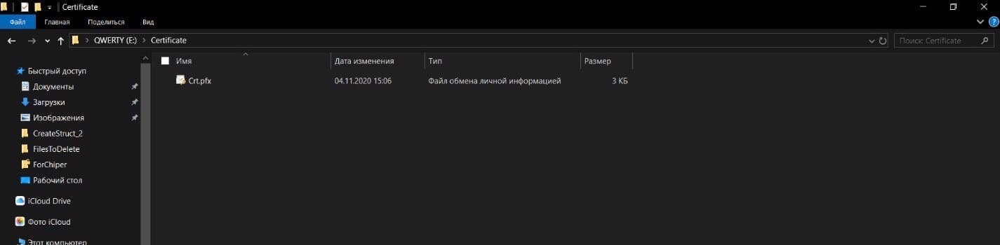 Certificate
Файл Главная Поделиться Вид
QWERTY (E:) Certificate Поиск: Certificate
Имя Дата изменения Тип Размер
Crt.pfx 04.11.2020 15:06 Файл обмена личной информацией 3 КБ
Быстрый доступ
Документы
Загрузки
Изображения
CreateStruct_2
FilesToDelete
ForChiper
Рабочий стол
iCloud Drive
Фото iCloud
Этот компьютер